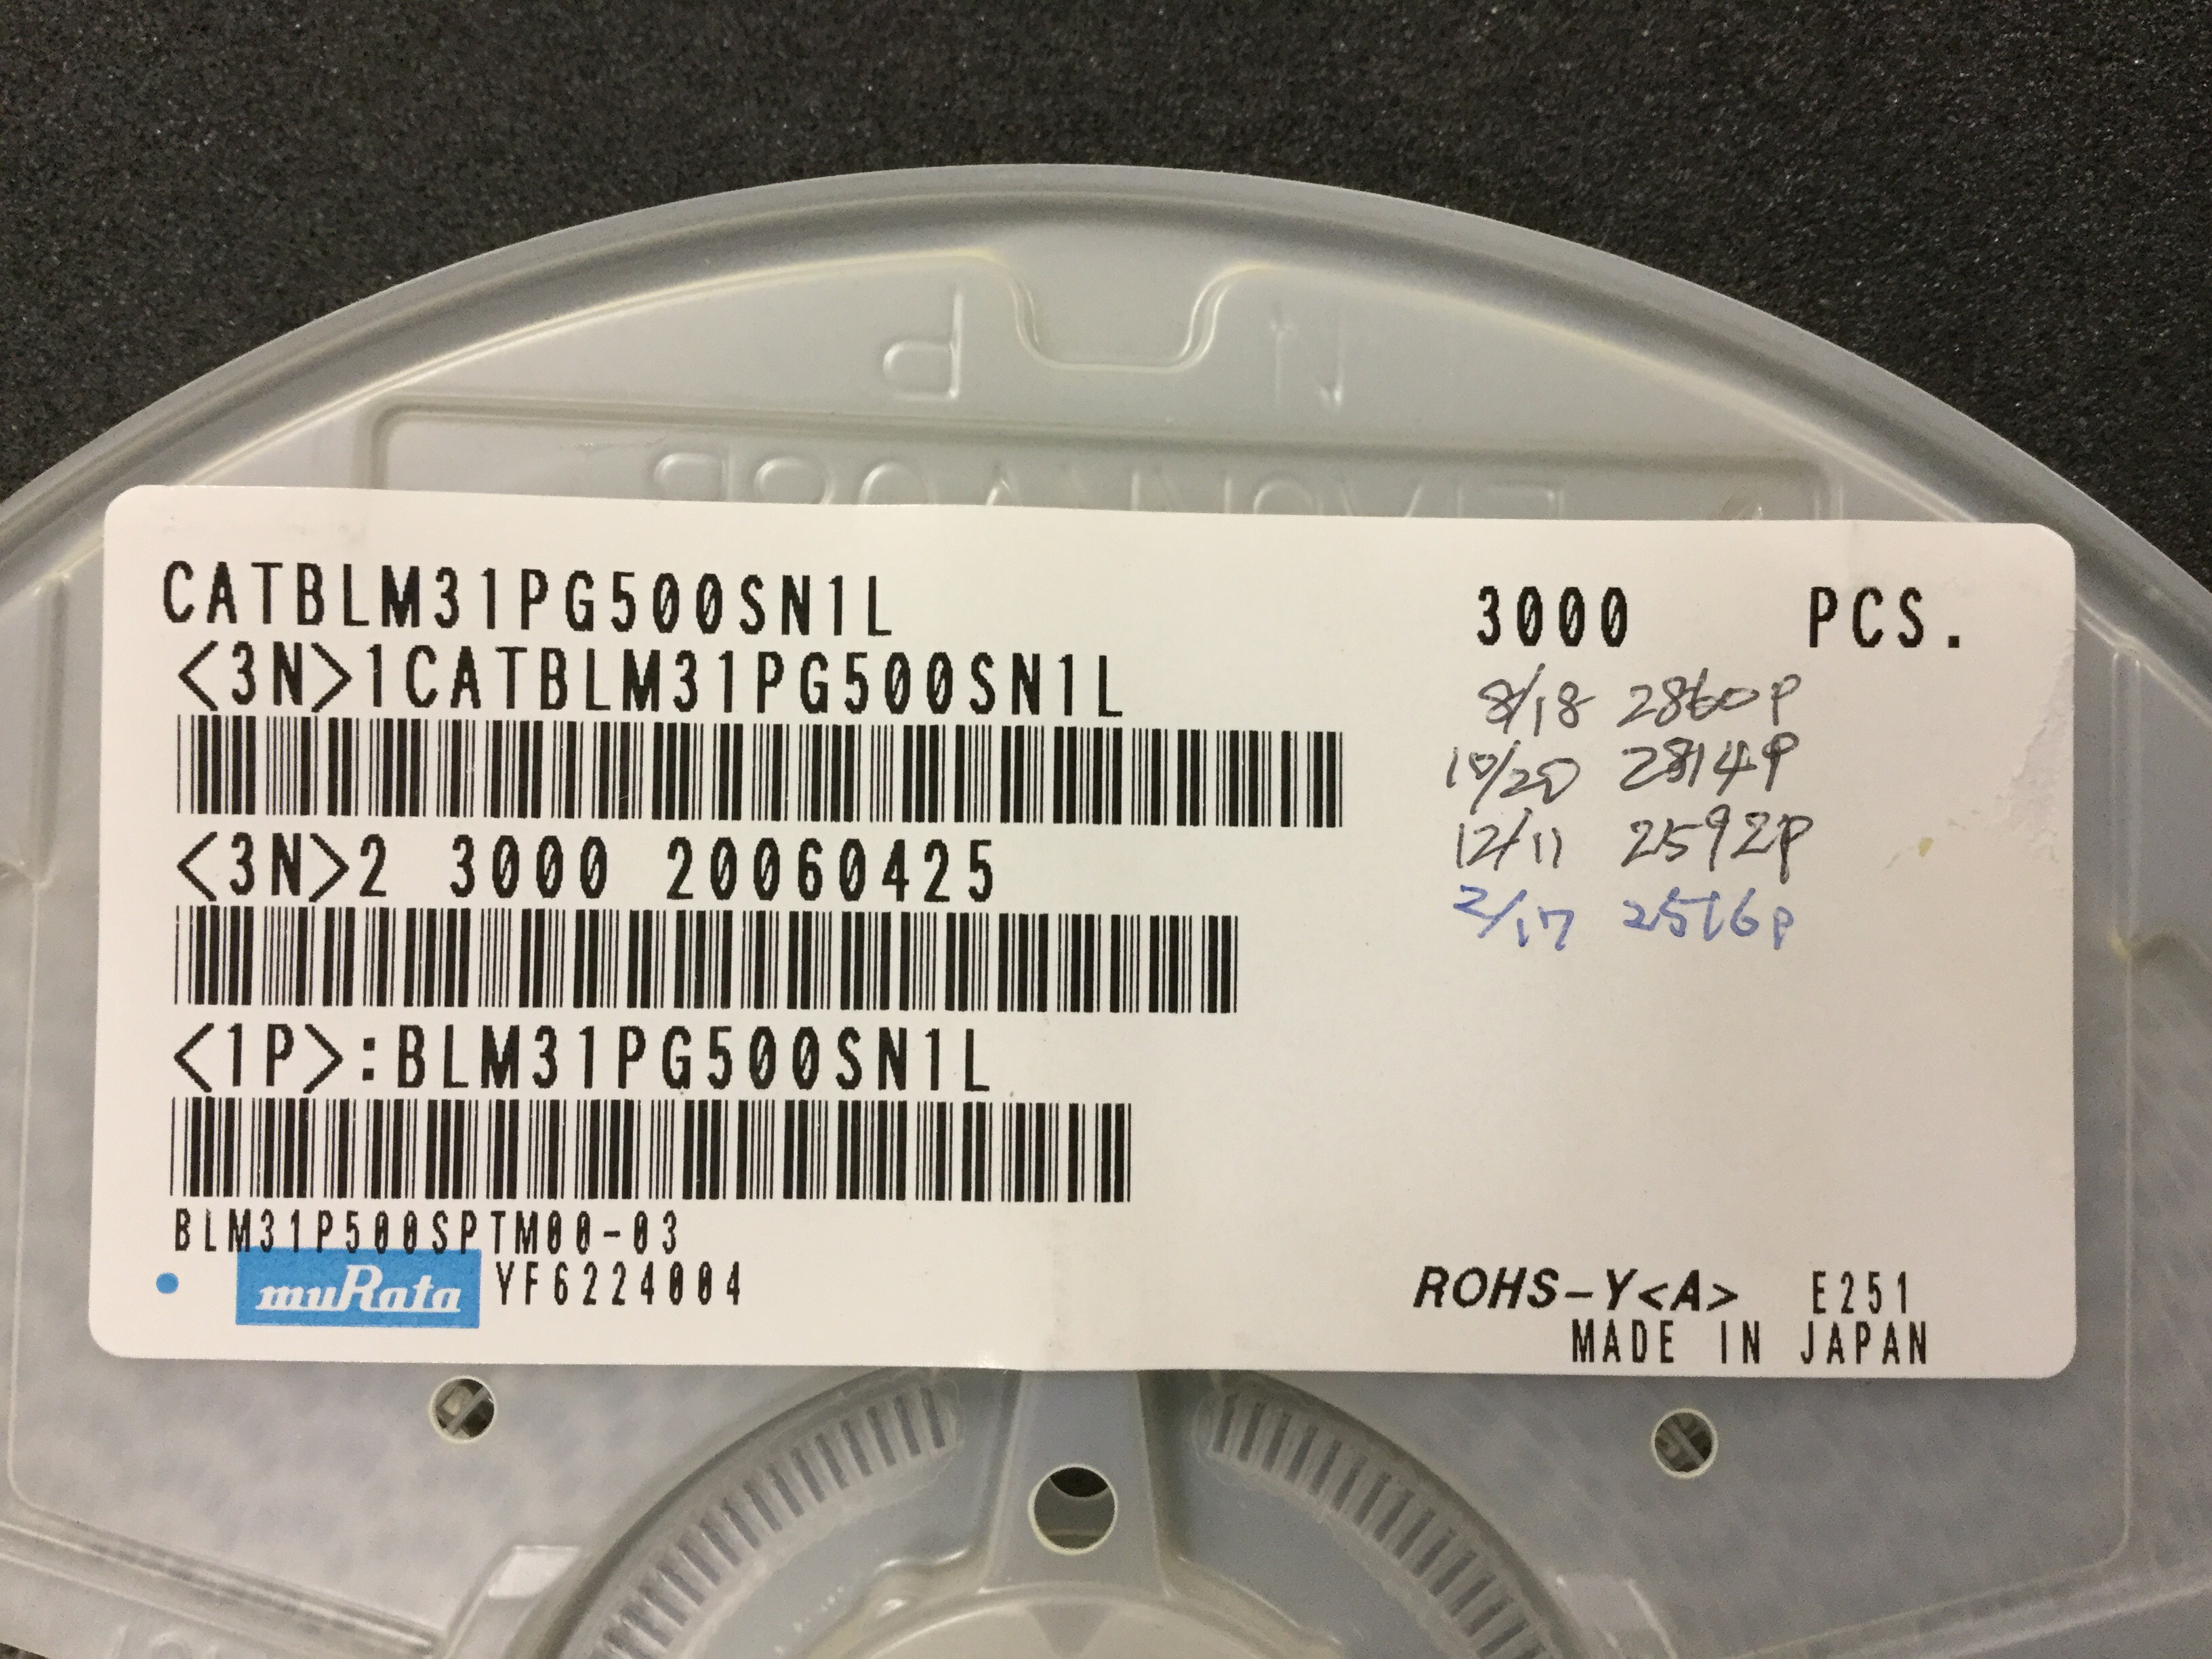 CATBLM31PG500SN1L
3000 PCS.
<3N>1CATBLM31PG500SN1L
8/18 2860P
10/20 2814P
12/11 2592P
2/17 2516P
<3N>2 3000 20060425
<1P>:BLM31PG500SN1L
BLM31P500SPTM00-03
muRata YF6224004
ROHS-Y<A> E251
MADE IN JAPAN